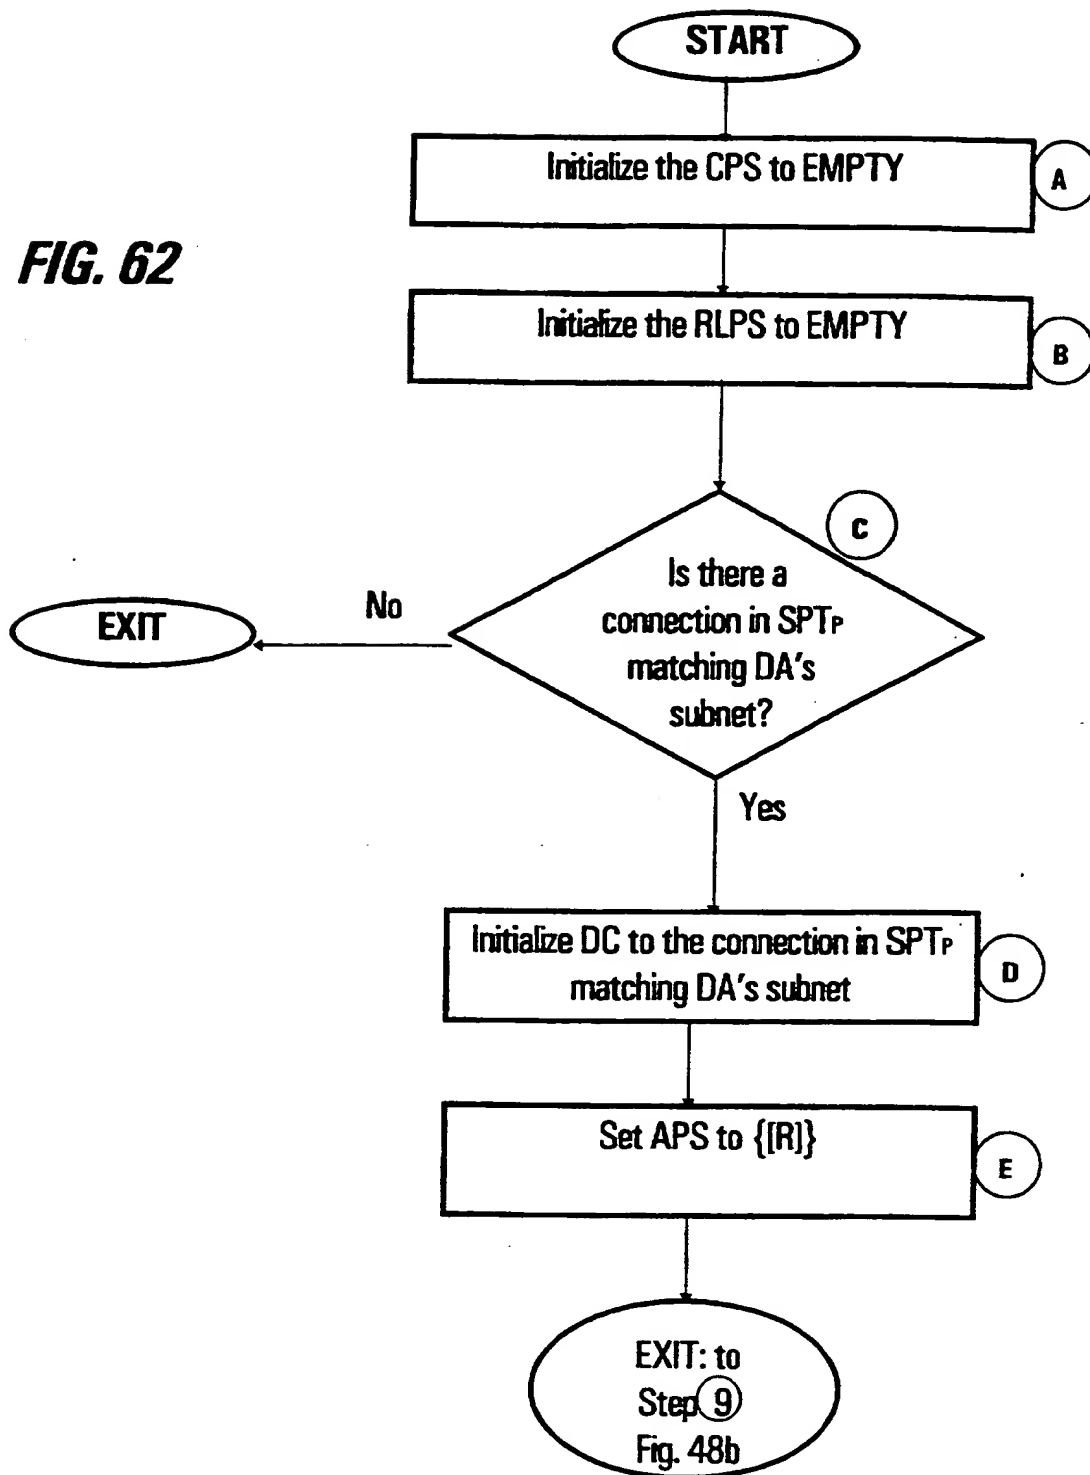 START
Initialize the CPS to EMPTY
A
FIG. 62
Initialize the RLPS to EMPTY
B
C
Is there a
connection in SPTP
matching DA's
subnet?
No
EXIT
Yes
Initialize DC to the connection in SPTP
matching DA's subnet
D
Set APS to {[R]}
E
EXIT: to
Step 9
Fig. 48b